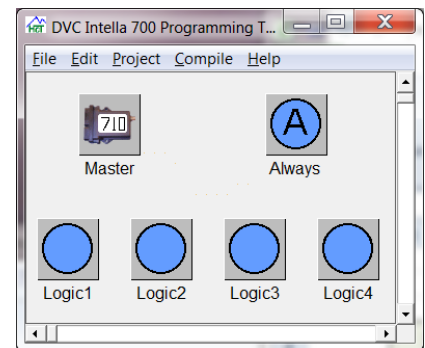 DVC Intella 700 Programming T...
File Edit Project Compile Help
710
A
Master
Always
Logic1 Logic2 Logic3 Logic4